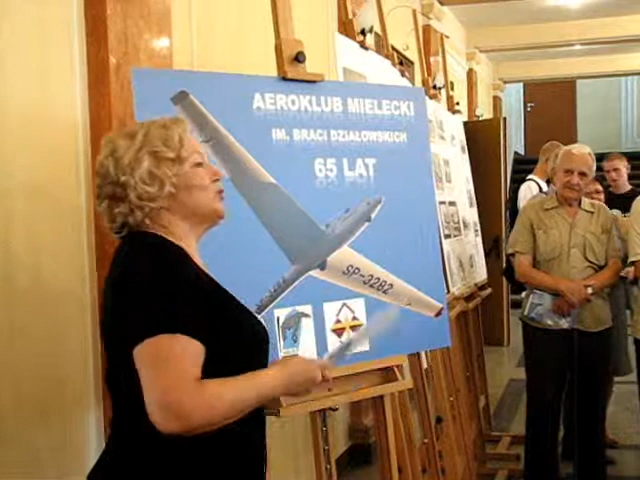 AEROKLUB MIELECKI
IM. BRACI DZIAŁOWSKICH
65 LAT
SP-3282